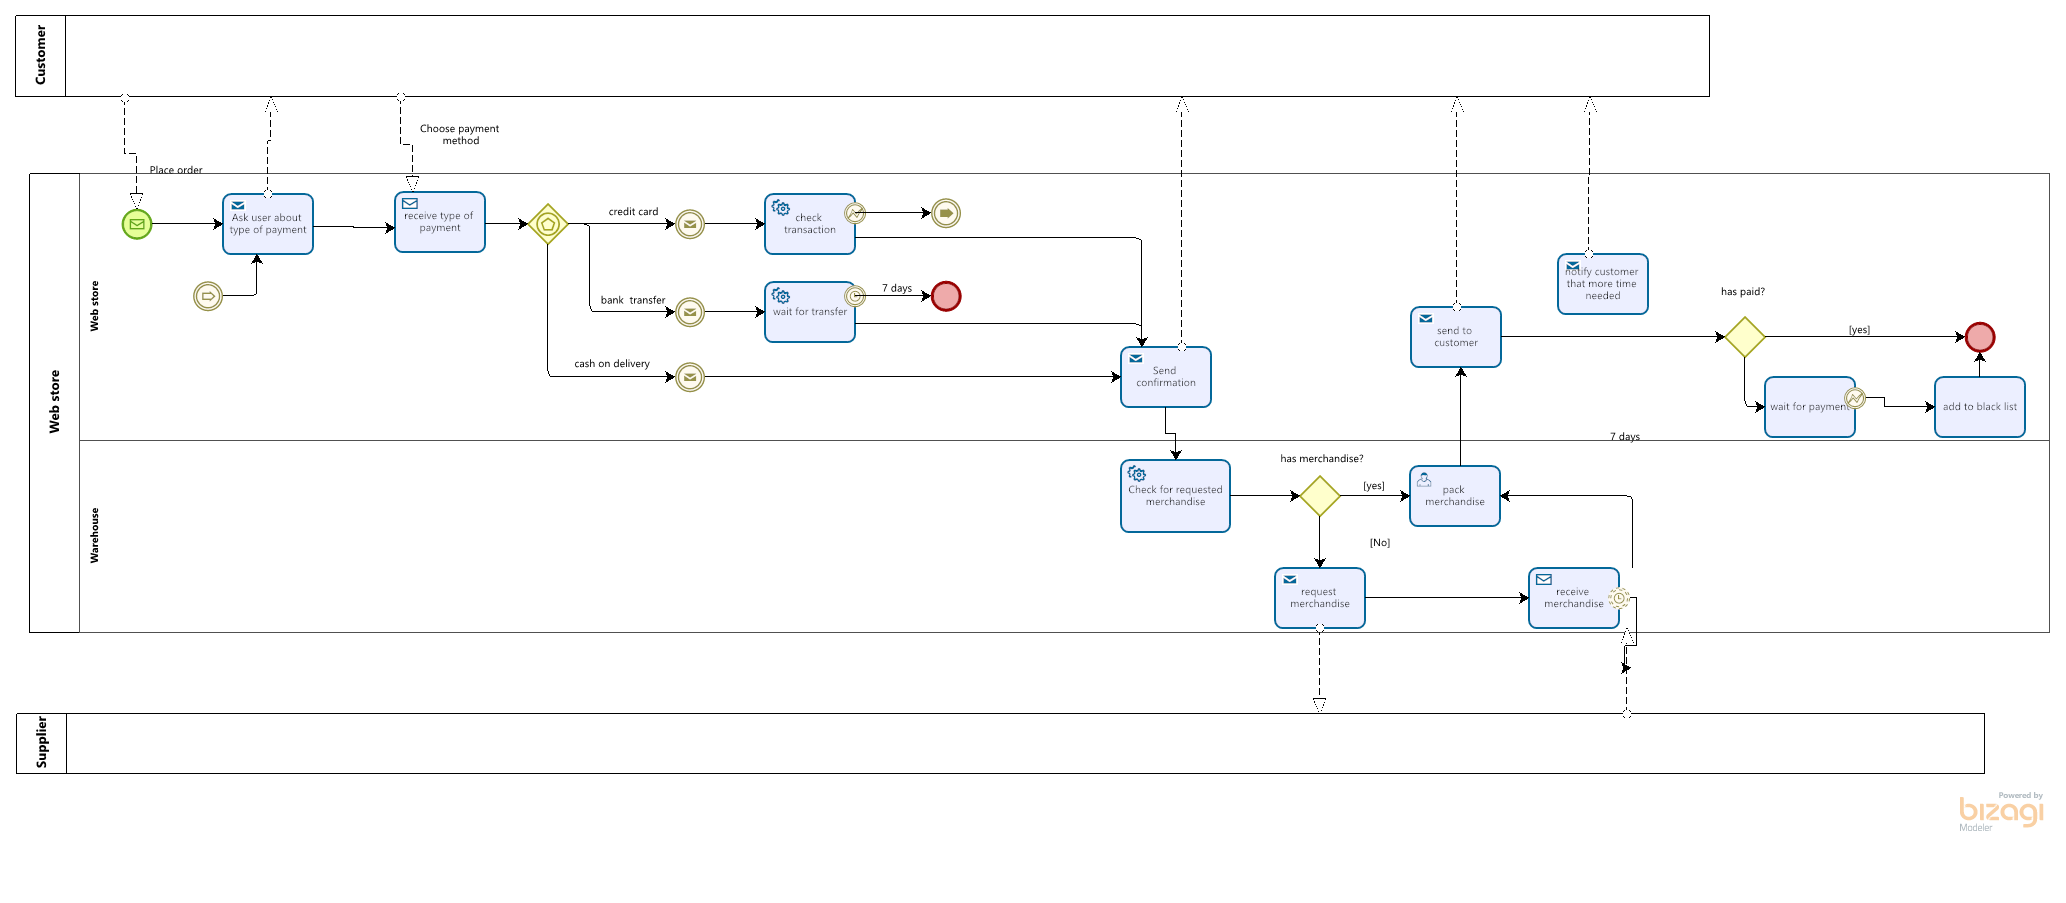 Customer
Choose payment
method
Place order
Web store
Web store
Ask user about
type of payment
receive type of
payment
credit card
check
transaction
bank  transfer
wait for transfer
7 days
cash on delivery
Send
confirmation
send to
customer
notify customer
that more time
needed
has paid?
[yes]
wait for payment
add to black list
7 days
Warehouse
Check for requested
merchandise
has merchandise?
[yes]
pack
merchandise
[No]
request
merchandise
receive
merchandise
Supplier
Powered by
bizagi
Modeler